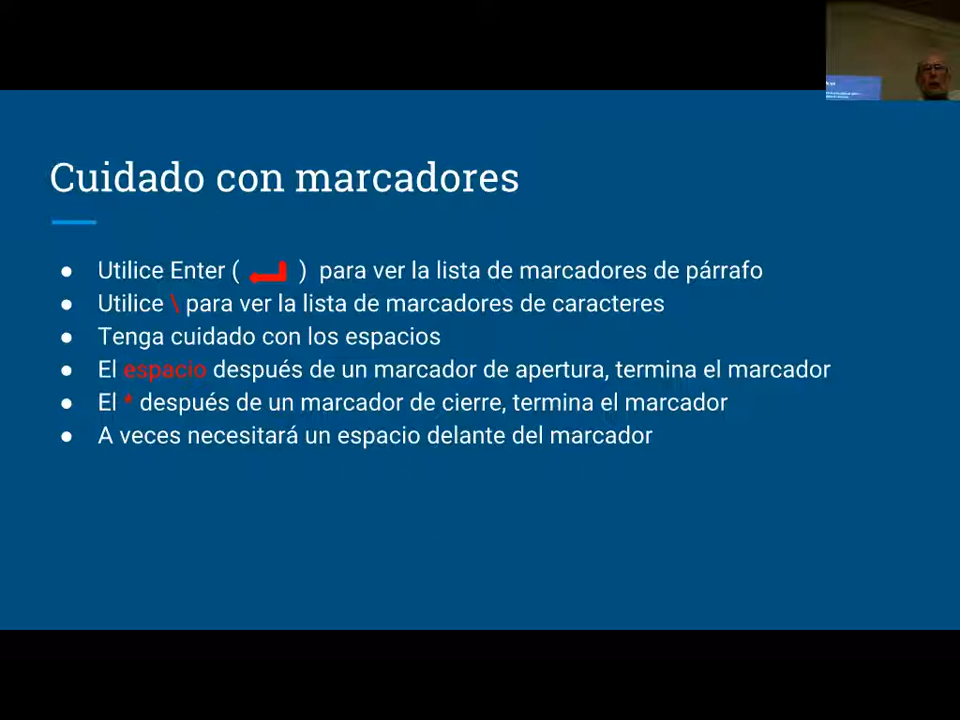 Cuidado con marcadores
● Utilice Enter ( ) para ver la lista de marcadores de párrafo
● Utilice \ para ver la lista de marcadores de caracteres
● Tenga cuidado con los espacios
● El espacio después de un marcador de apertura, termina el marcador
● El * después de un marcador de cierre, termina el marcador
● A veces necesitará un espacio delante del marcador